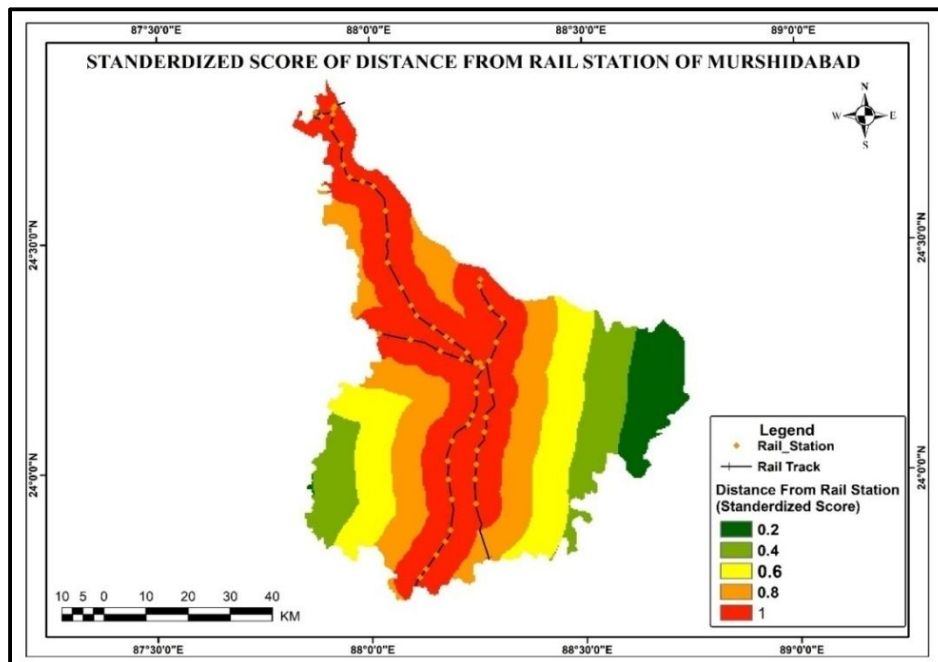 87°30'0"E 88°0'0"E 88°30'0"E 89°0'0"E
STANDERDIZED SCORE OF DISTANCE FROM RAIL STATION OF MURSHIDABAD
N
W E
S
24°30'0"N 24°30'0"N
24°0'0"N 24°0'0"N
Legend
Rail_Station
Rail Track
Distance From Rail Station
(Standerdized Score)
0.2
0.4
0.6
0.8
1
10 5 0 10 20 30 40
KM
87°30'0"E 88°0'0"E 88°30'0"E 89°0'0"E